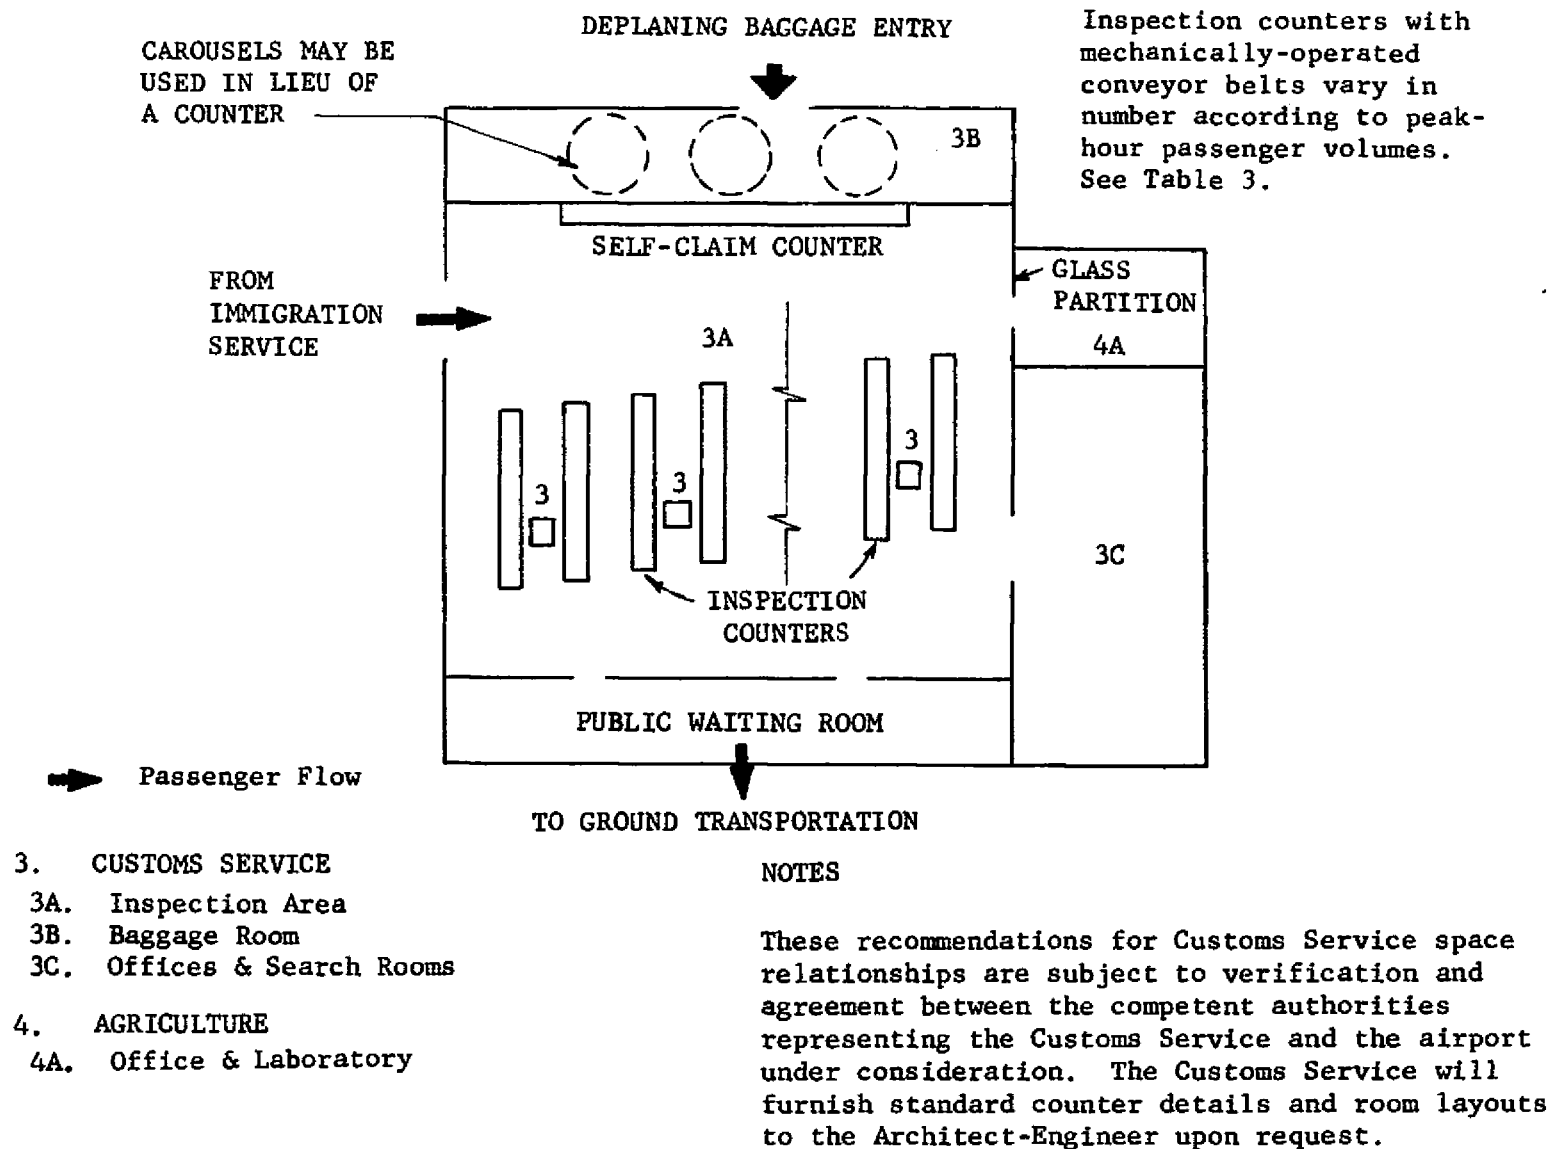 DEPLANING BAGGAGE ENTRY
CAROUSELS MAY BE
USED IN LIEU OF
A COUNTER
Inspection counters with
mechanically-operated
conveyor belts vary in
number according to peak-
hour passenger volumes.
See Table 3.
3B
SELF-CLAIM COUNTER
GLASS
PARTITION
4A
FROM
IMMIGRATION
SERVICE
3A
3
3
3
3C
INSPECTION
COUNTERS
PUBLIC WAITING ROOM
Passenger Flow
TO GROUND TRANSPORTATION
3. CUSTOMS SERVICE
3A. Inspection Area
3B. Baggage Room
3C. Offices & Search Rooms
4. AGRICULTURE
4A. Office & Laboratory
NOTES
These recommendations for Customs Service space
relationships are subject to verification and
agreement between the competent authorities
representing the Customs Service and the airport
under consideration. The Customs Service will
furnish standard counter details and room layouts
to the Architect-Engineer upon request.